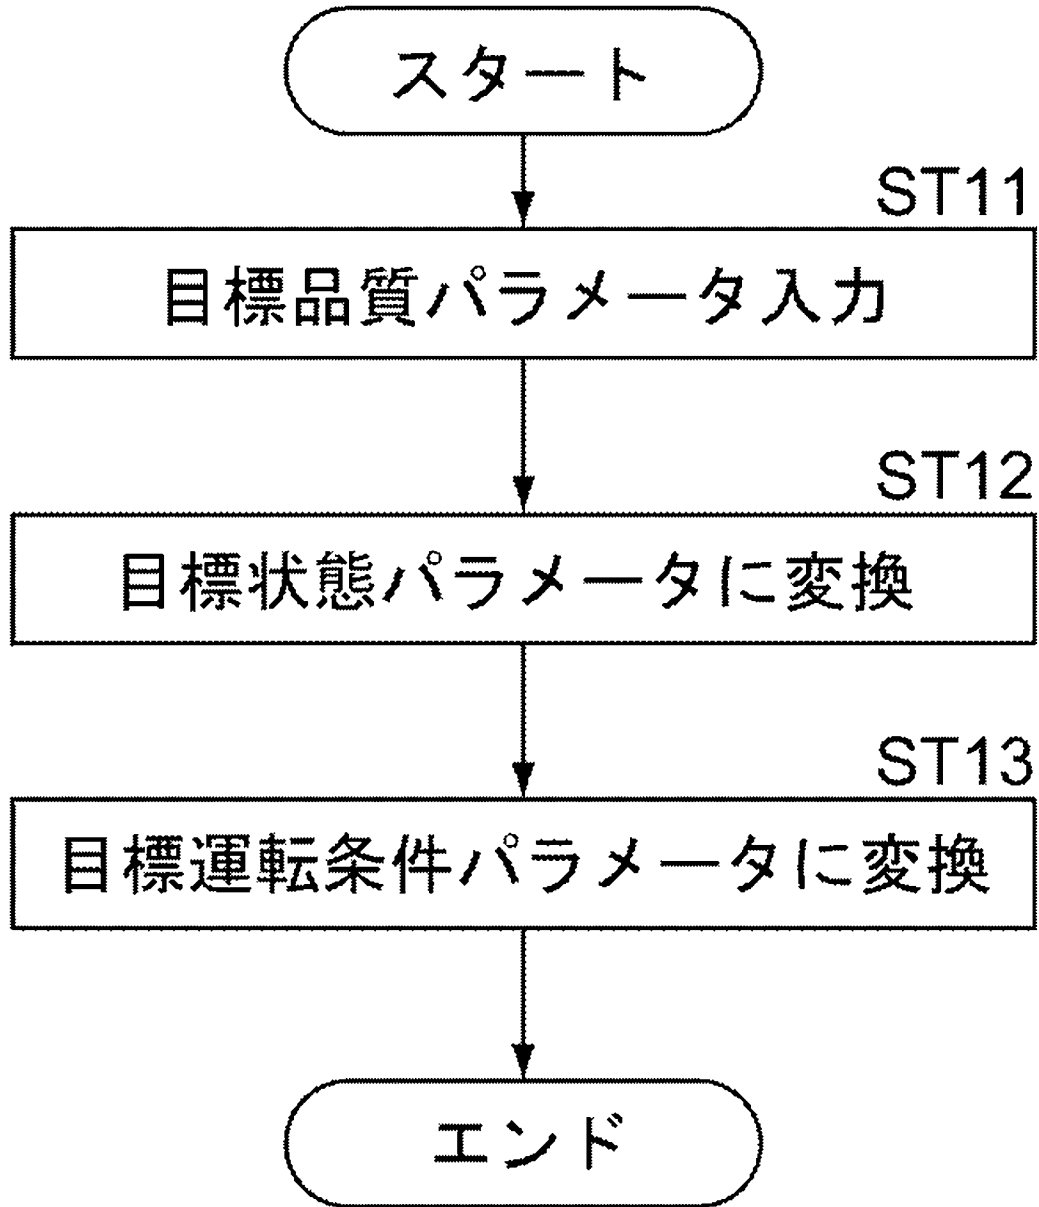 スタート
ST11
目標品質パラメータ入力
ST12
目標状態パラメータに変換
ST13
目標運転条件パラメータに変換
エンド